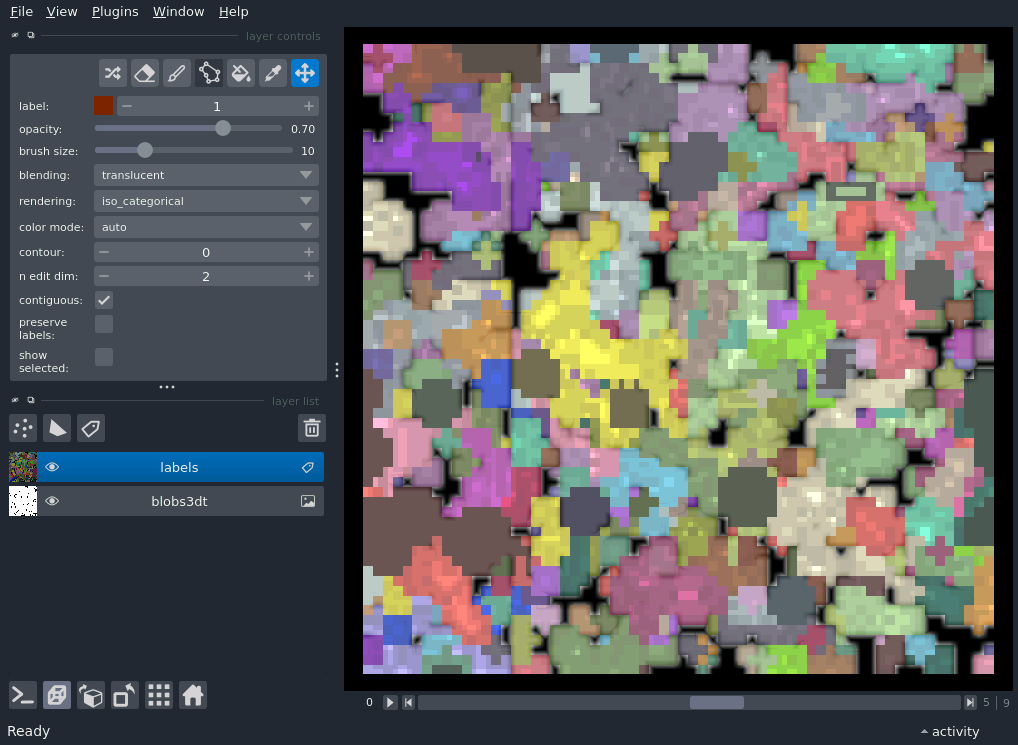 File View Plugins Window Help
layer controls
label: 1
opacity: 0.70
brush size: 10
blending: translucent
rendering: iso_categorical
color mode: auto
contour: 0
n edit dim: 2
contiguous:
preserve
labels:
show
selected:
layer list
labels
blobs3dt
0 5 9
Ready activity